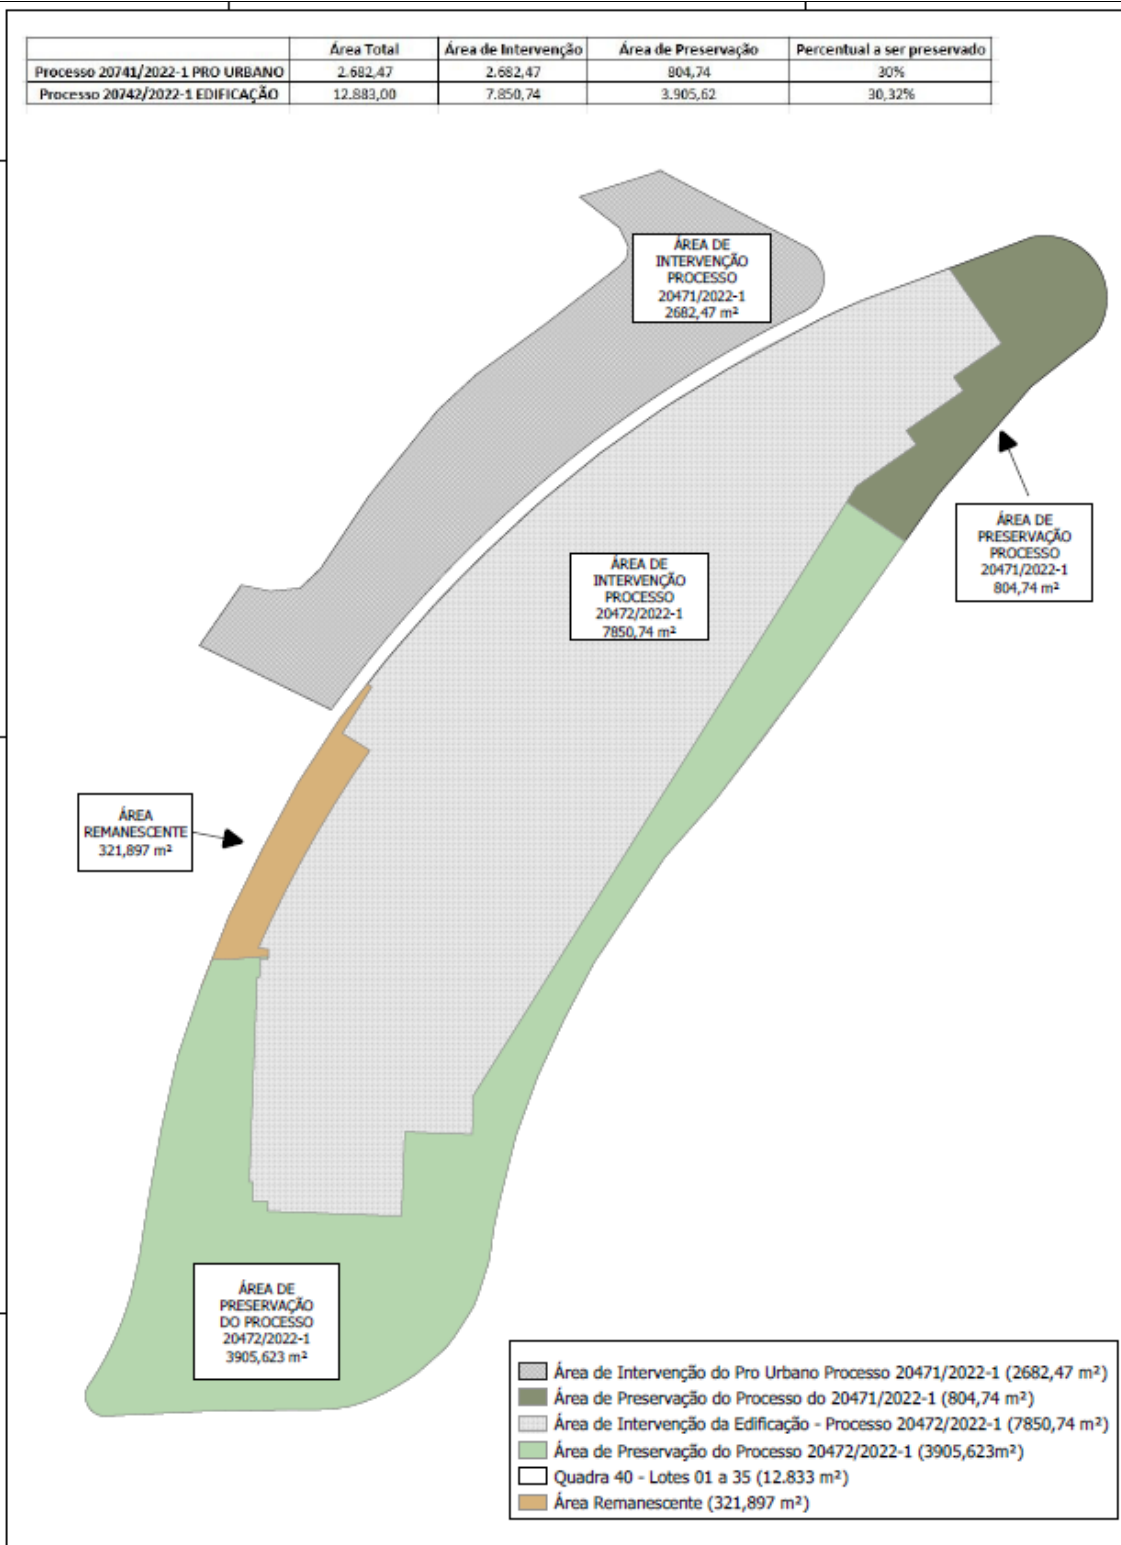 Área Total Área de Intervenção Área de Preservação Percentual a ser preservado
Processo 20741/2022-1 PRO URBANO 2.682,47 2.682,47 804,74 30%
Processo 20742/2022-1 EDIFICAÇÃO 12.883,00 7.850,74 3.905,62 30,32%
ÁREA DE
INTERVENÇÃO
PROCESSO
20471/2022-1
2682,47 m²
ÁREA DE
PRESERVAÇÃO
PROCESSO
20471/2022-1
804,74 m²
ÁREA DE
INTERVENÇÃO
PROCESSO
20472/2022-1
7850,74 m²
ÁREA
REMANESCENTE
321,897 m²
ÁREA DE
PRESERVAÇÃO
DO PROCESSO
20472/2022-1
3905,623 m²
Área de Intervenção do Pro Urbano Processo 20471/2022-1 (2682,47 m²)
Área de Preservação do Processo do 20471/2022-1 (804,74 m²)
Área de Intervenção da Edificação - Processo 20472/2022-1 (7850,74 m²)
Área de Preservação do Processo 20472/2022-1 (3905,623m²)
Quadra 40 - Lotes 01 a 35 (12.833 m²)
Área Remanescente (321,897 m²)